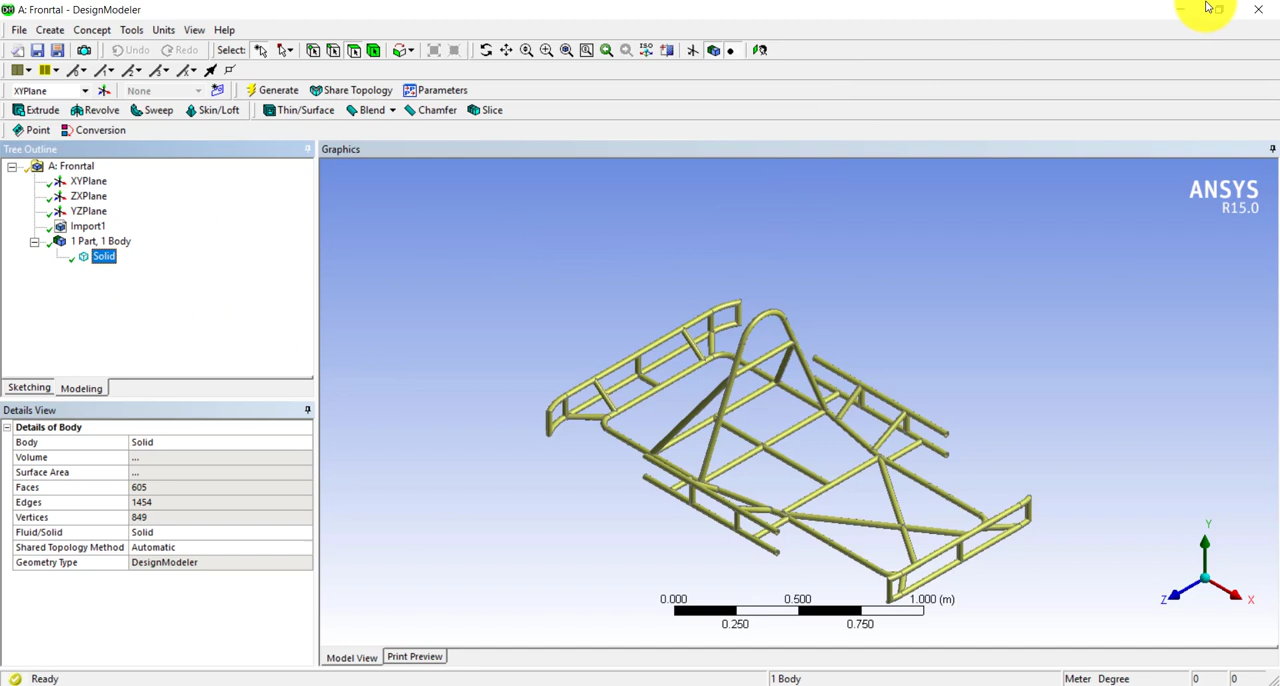 A: Fronrtal - DesignModeler
File Create Concept Tools Units View Help
Undo Redo Select:
XYPlane None Generate Share Topology Parameters
Extrude Revolve Sweep Skin/Loft Thin/Surface Blend Chamfer Slice
Point Conversion
Tree Outline
A: Fronrtal
XYPlane
ZXPlane
YZPlane
Import1
1 Part, 1 Body
Solid
Sketching Modeling
Details View
Details of Body
Body Solid
Volume ...
Surface Area ...
Faces 605
Edges 1454
Vertices 849
Fluid/Solid Solid
Shared Topology Method Automatic
Geometry Type DesignModeler
Graphics
ANSYS
R15.0
Y
Z X
0.000 0.500 1.000 (m)
0.250 0.750
Model View Print Preview
Ready 1 Body Meter Degree 0 0